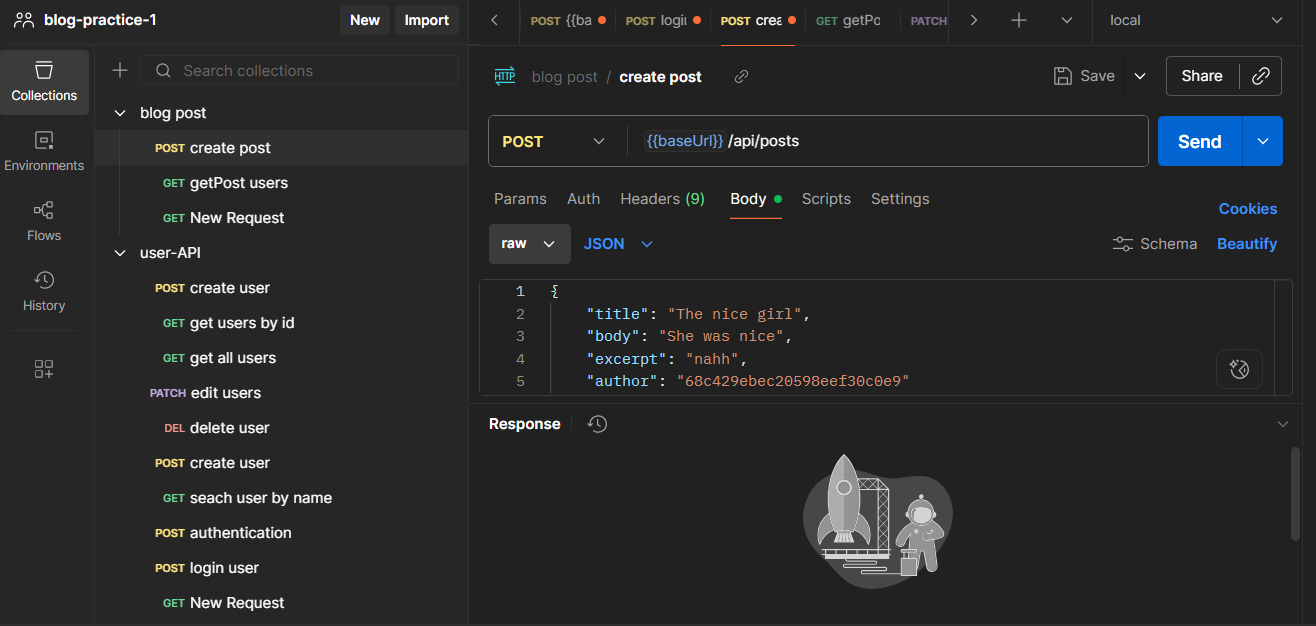 blog-practice-1
New
Import
POST {{ba
POST logi
POST crea
GET getPo
PATCH
local
Collections
Environments
Flows
History
Search collections
blog post
POST create post
GET getPost users
GET New Request
user-API
POST create user
GET get users by id
GET get all users
PATCH edit users
DEL delete user
POST create user
GET seach user by name
POST authentication
POST login user
GET New Request
HTTP blog post / create post
Save
Share
POST
{{baseUrl}} /api/posts
Send
Params Auth Headers (9) Body Scripts Settings
Cookies
raw
JSON
Schema
Beautify
1 {
2 "title": "The nice girl",
3 "body": "She was nice",
4 "excerpt": "nahh",
5 "author": "68c429ebec20598eef30c0e9"
Response